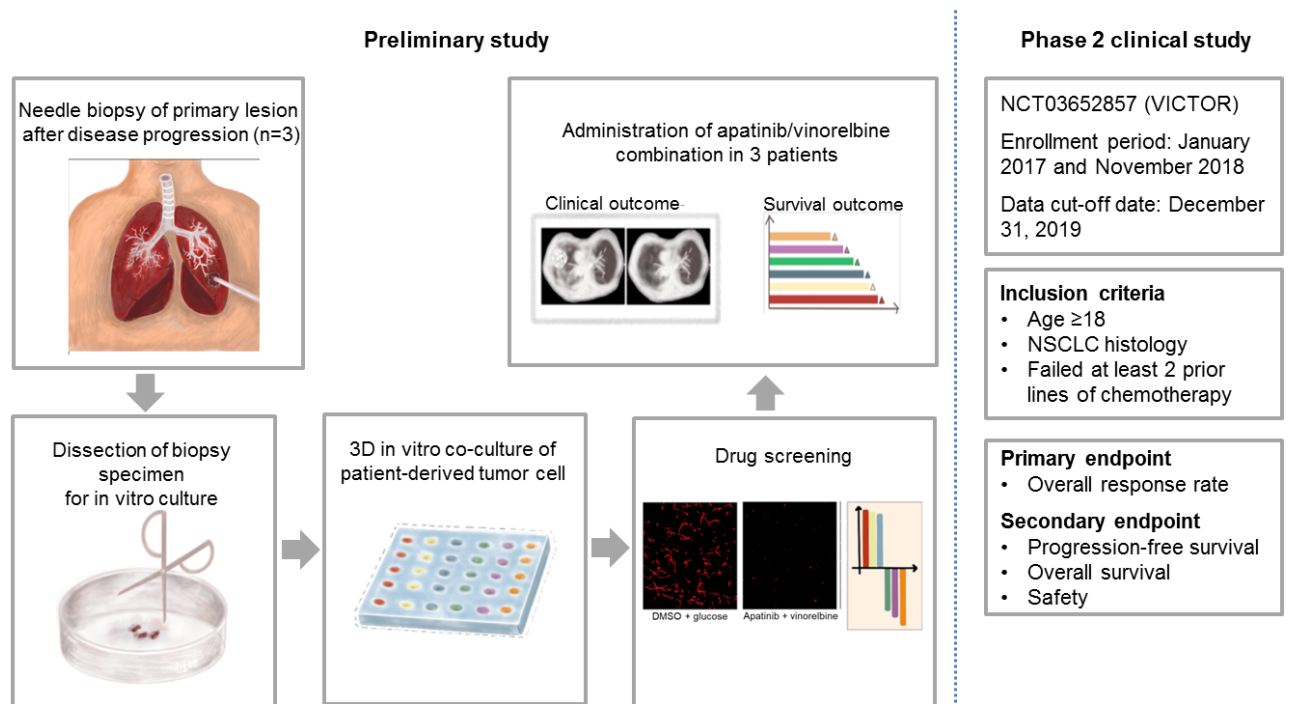 Preliminary study
Needle biopsy of primary lesion
after disease progression (n=3)
Dissection of biopsy
specimen
for in vitro culture
3D in vitro co-culture of
patient-derived tumor cell
Drug screening
DMSO + glucose
Apatinib + vinorelbine
Administration of apatinib/vinorelbine
combination in 3 patients
Clinical outcome
Survival outcome
Phase 2 clinical study
NCT03652857 (VICTOR)
Enrollment period: January
2017 and November 2018
Data cut-off date: December
31, 2019
Inclusion criteria
• Age ≥18
• NSCLC histology
• Failed at least 2 prior
lines of chemotherapy
Primary endpoint
• Overall response rate
Secondary endpoint
• Progression-free survival
• Overall survival
• Safety